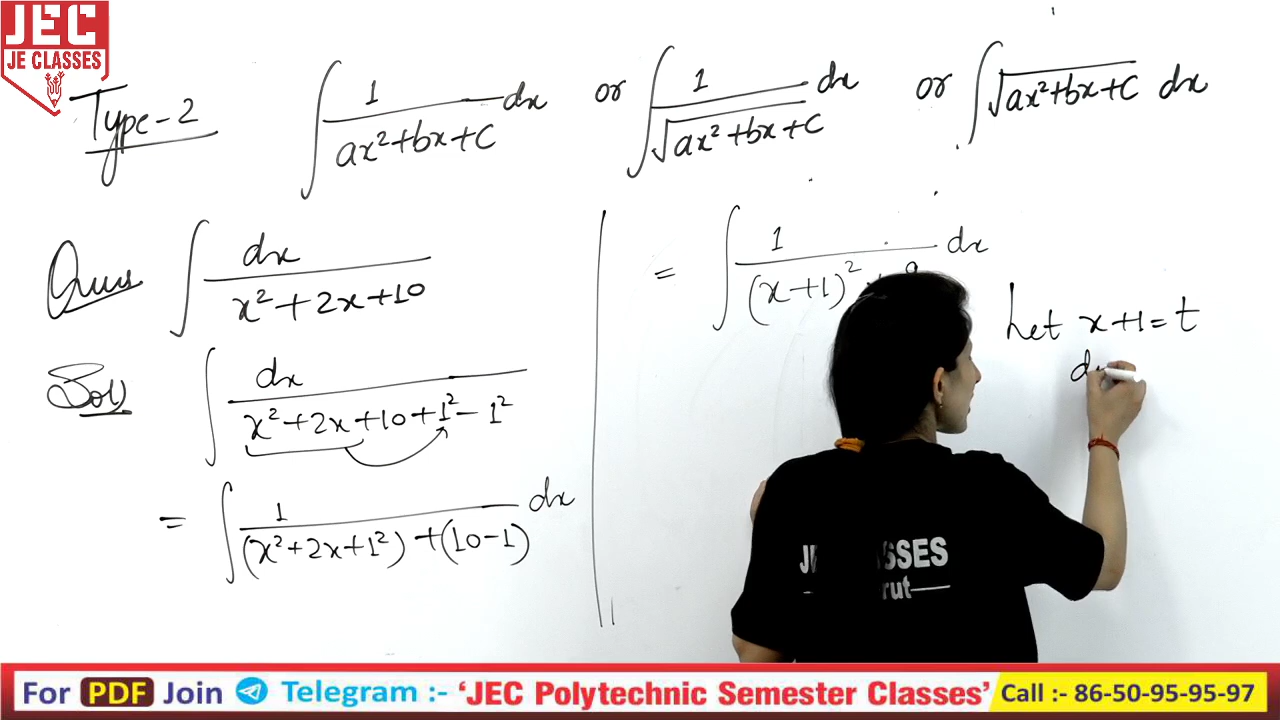 JEC
JE CLASSES
Type-2 ∫ 1/(ax²+bx+c) dx or ∫ 1/√(ax²+bx+c) dx or ∫ √(ax²+bx+c) dx
Ques ∫ dx/(x²+2x+10)
Sol) ∫ dx/(x²+2x+10+1²-1²)
= ∫ 1/((x²+2x+1²)+(10-1)) dx
= ∫ 1/((x+1)²+9) dx
Let x+1=t
dx
For PDF Join Telegram :- 'JEC Polytechnic Semester Classes' Call :- 86-50-95-95-97